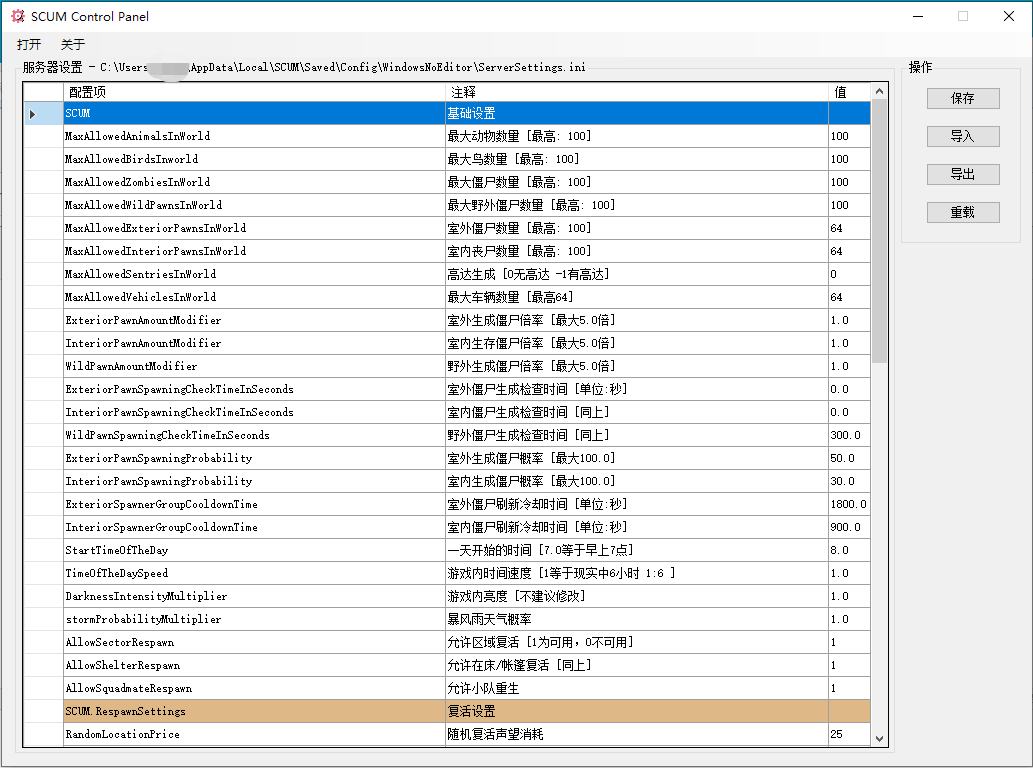 SCUM Control Panel
打开 关于
服务器设置 - C:\Users \AppData\Local\SCUM\Saved\Config\WindowsNoEditor\ServerSettings.ini
操作
配置项 注释 值
SCUM 基础设置
MaxAllowedAnimalsInWorld 最大动物数量 [最高: 100] 100
MaxAllowedBirdsInworld 最大鸟数量 [最高: 100] 100
MaxAllowedZombiesInWorld 最大僵尸数量 [最高: 100] 100
MaxAllowedWildPawnsInWorld 最大野外僵尸数量 [最高: 100] 100
MaxAllowedExteriorPawnsInWorld 室外僵尸数量 [最高: 100] 64
MaxAllowedInteriorPawnsInWorld 室内丧尸数量 [最高: 100] 64
MaxAllowedSentriesInWorld 高达生成 [0无高达 -1有高达] 0
MaxAllowedVehiclesInWorld 最大车辆数量 [最高64] 64
ExteriorPawnAmountModifier 室外生成僵尸倍率 [最大5.0倍] 1.0
InteriorPawnAmountModifier 室内生存僵尸倍率 [最大5.0倍] 1.0
WildPawnAmountModifier 野外生成僵尸倍率 [最大5.0倍] 1.0
ExteriorPawnSpawningCheckTimeInSeconds 室外僵尸生成检查时间 [单位:秒] 0.0
InteriorPawnSpawningCheckTimeInSeconds 室内僵尸生成检查时间 [同上] 0.0
WildPawnSpawningCheckTimeInSeconds 野外僵尸生成检查时间 [同上] 300.0
ExteriorPawnSpawningProbability 室外生成僵尸概率 [最大100.0] 50.0
InteriorPawnSpawningProbability 室内生成僵尸概率 [最大100.0] 30.0
ExteriorSpawnerGroupCooldownTime 室外僵尸刷新冷却时间 [单位:秒] 1800.0
InteriorSpawnerGroupCooldownTime 室内僵尸刷新冷却时间 [单位:秒] 900.0
StartTimeOfTheDay 一天开始的时间 [7.0等于早上7点] 8.0
TimeOfTheDaySpeed 游戏内时间速度 [1等于现实中6小时 1:6 ] 1.0
DarknessIntensityMultiplier 游戏内亮度 [不建议修改] 1.0
stormProbabilityMultiplier 暴风雨天气概率 1.0
AllowSectorRespawn 允许区域复活 [1为可用，0不可用] 1
AllowShelterRespawn 允许在床/帐篷复活 [同上] 1
AllowSquadmateRespawn 允许小队重生 1
SCUM.RespawnSettings 复活设置
RandomLocationPrice 随机复活声望消耗 25
保存
导入
导出
重载